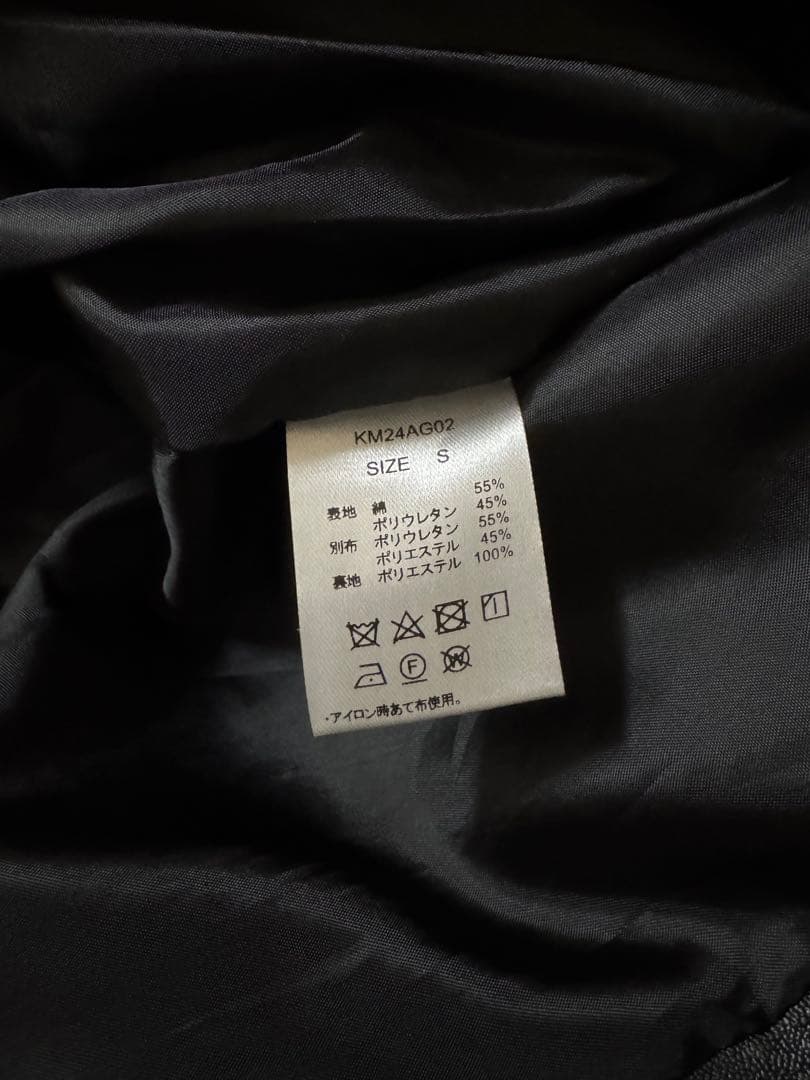 KM24AG02
SIZE S
表地 綿 55%
ポリウレタン 45%
別布 ポリウレタン 55%
ポリエステル 45%
裏地 ポリエステル 100%
F
W
・アイロン時あて布使用。